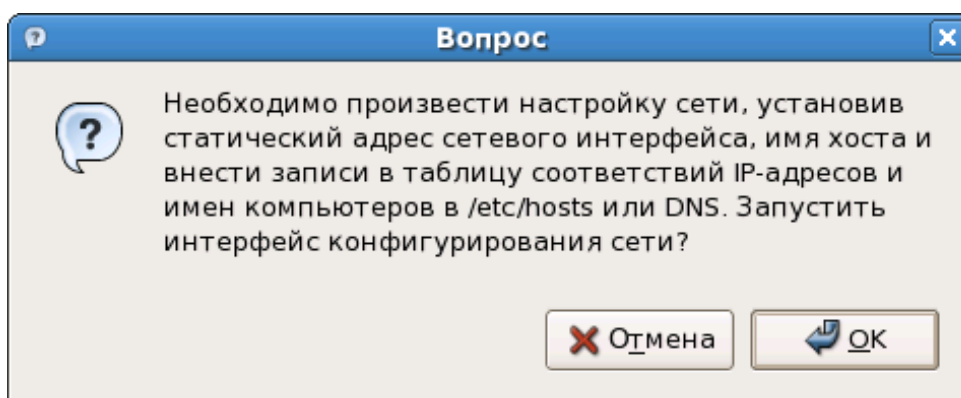 Вопрос
Необходимо произвести настройку сети, установив
статический адрес сетевого интерфейса, имя хоста и
внести записи в таблицу соответствий IP-адресов и
имен компьютеров в /etc/hosts или DNS. Запустить
интерфейс конфигурирования сети?
Отмена
OK